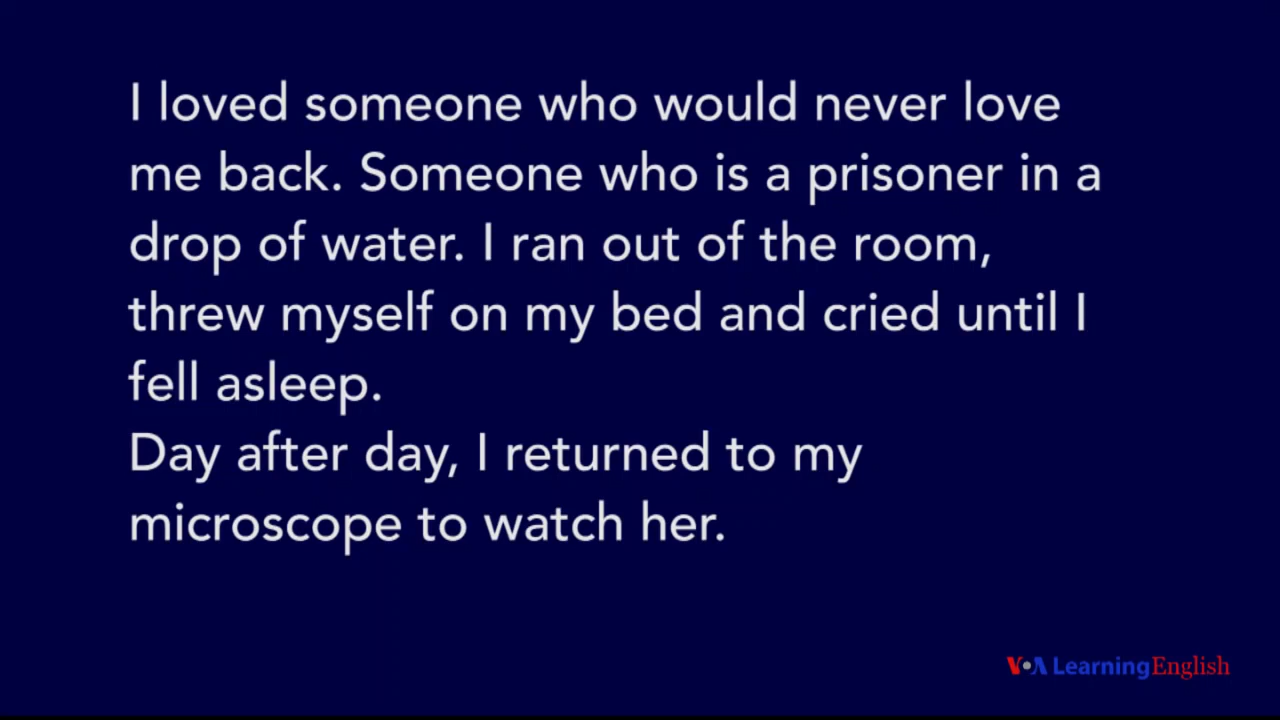 I loved someone who would never love
me back. Someone who is a prisoner in a
drop of water. I ran out of the room,
threw myself on my bed and cried until I
fell asleep.
Day after day, I returned to my
microscope to watch her.
VOA Learning English